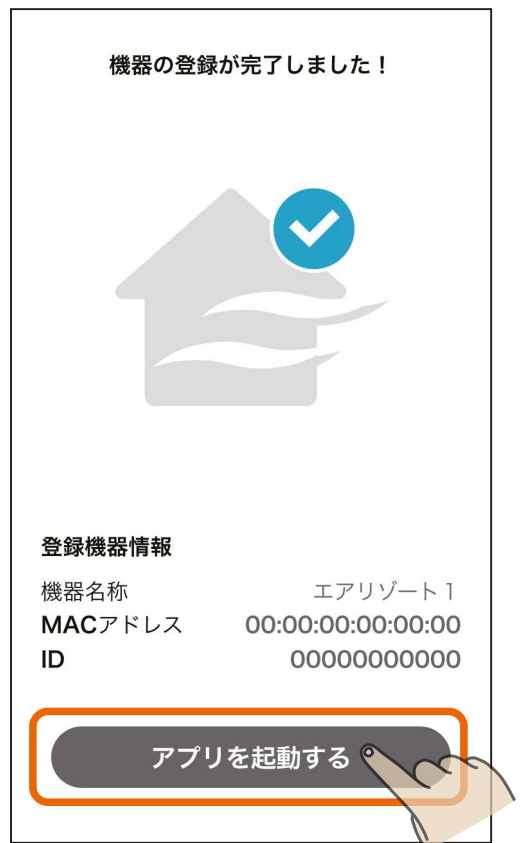 機器の登録が完了しました！
登録機器情報
機器名称 エアリゾート1
MACアドレス 00:00:00:00:00:00
ID 00000000000
アプリを起動する